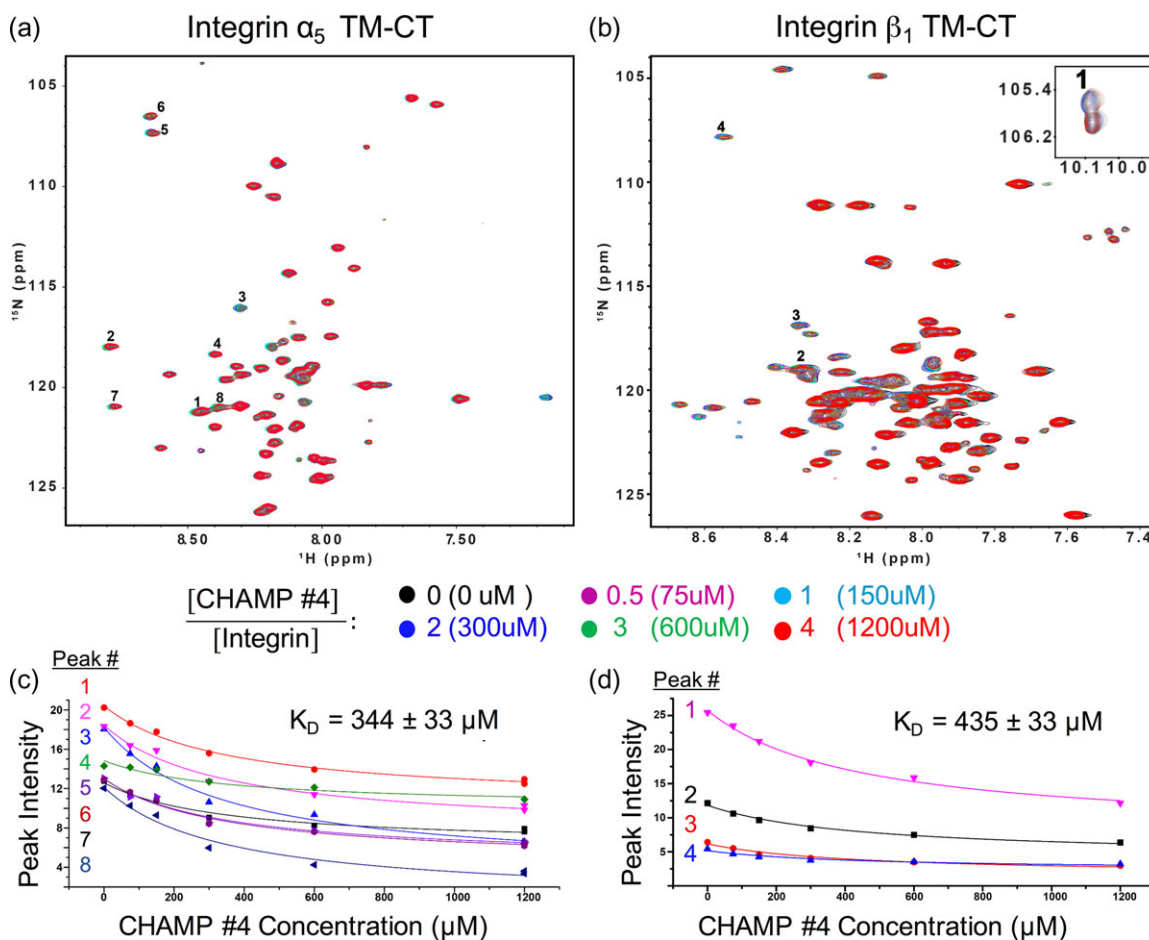 (a) Integrin α5 TM-CT
(b) Integrin β1 TM-CT
105
110
115
120
125
15N (ppm)
6
5
3
2
4
7
1
8
8.50
8.00
7.50
1H (ppm)
105
110
115
120
125
15N (ppm)
4
3
2
1
105.4
106.2
10.1 10.0
8.6
8.4
8.2
8.0
7.8
7.6
7.4
1H (ppm)
[CHAMP #4]
[Integrin]
:
0 (0 uM )
0.5 (75uM)
1 (150uM)
2 (300uM)
3 (600uM)
4 (1200uM)
(c)
Peak #
1
2
3
4
5
6
7
8
KD = 344 ± 33 µM
Peak Intensity
20
16
12
8
4
0 200 400 600 800 1000 1200
CHAMP #4 Concentration (µM)
(d)
Peak #
1
2
3
4
KD = 435 ± 33 µM
Peak Intensity
25
20
15
10
5
0
0 200 400 600 800 1000 1200
CHAMP #4 Concentration (µM)